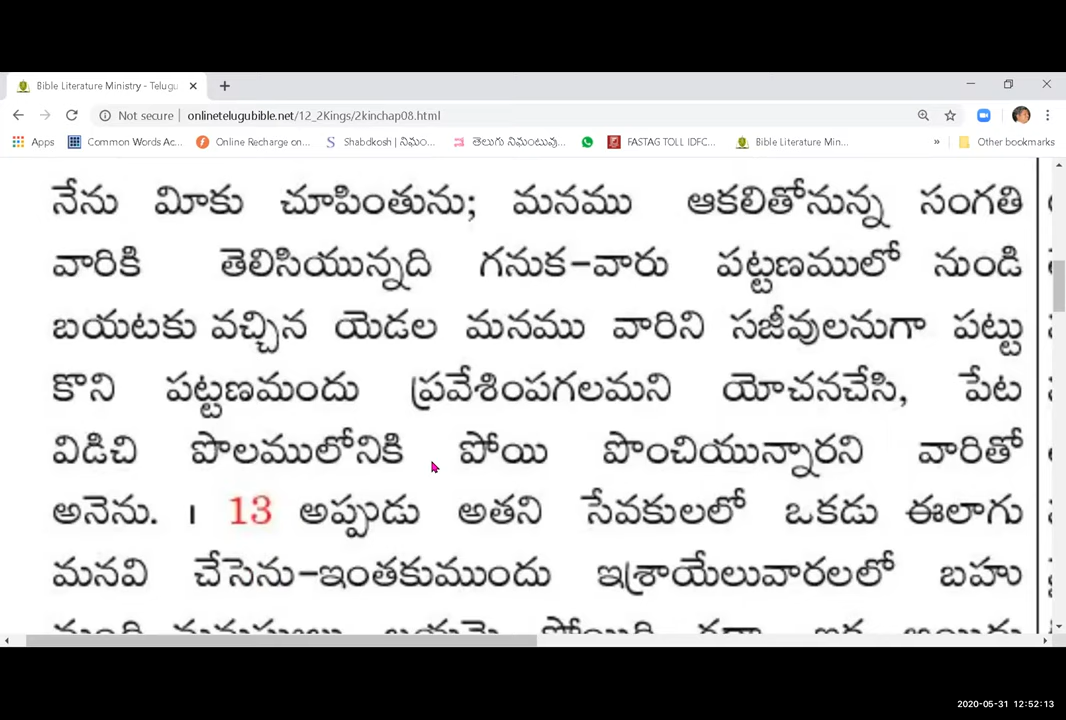 Bible Literature Ministry - Telugu
Not secure | onlinetelugubible.net/12_2Kings/2kinchap08.html
Apps Common Words Ac... Online Recharge on... Shabdkosh | నిఘం... తెలుగు నిఘంటువు... FASTAG TOLL IDFC... Bible Literature Min... » Other bookmarks
నేను మీకు చూపింతును; మనము ఆకలితోనున్న సంగతి
వారికి తెలిసియున్నది గనుక-వారు పట్టణములో నుండి
బయటకు వచ్చిన యెడల మనము వారిని సజీవులనుగా పట్టు
కొని పట్టణమందు ప్రవేశింపగలమని యోచనచేసి, పేట
విడిచి పొలములోనికి పోయి పొంచియున్నారని వారితో
అనెను. । 13 అప్పుడు అతని సేవకులలో ఒకడు ఈలాగు
మనవి చేసెను-ఇంతకుముందు ఇశ్రాయేలువారలలో బహు
2020-05-31 12:52:13